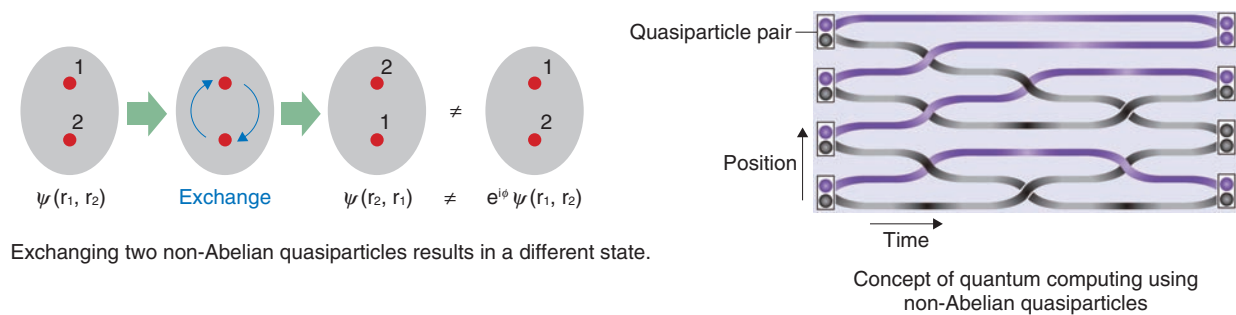 1
2
2
1
≠
1
2
ψ(r₁, r₂)
Exchange
ψ(r₂, r₁) ≠ e^{iϕ} ψ(r₁, r₂)
Exchanging two non-Abelian quasiparticles results in a different state.
Quasiparticle pair
Position
Time
Concept of quantum computing using
non-Abelian quasiparticles